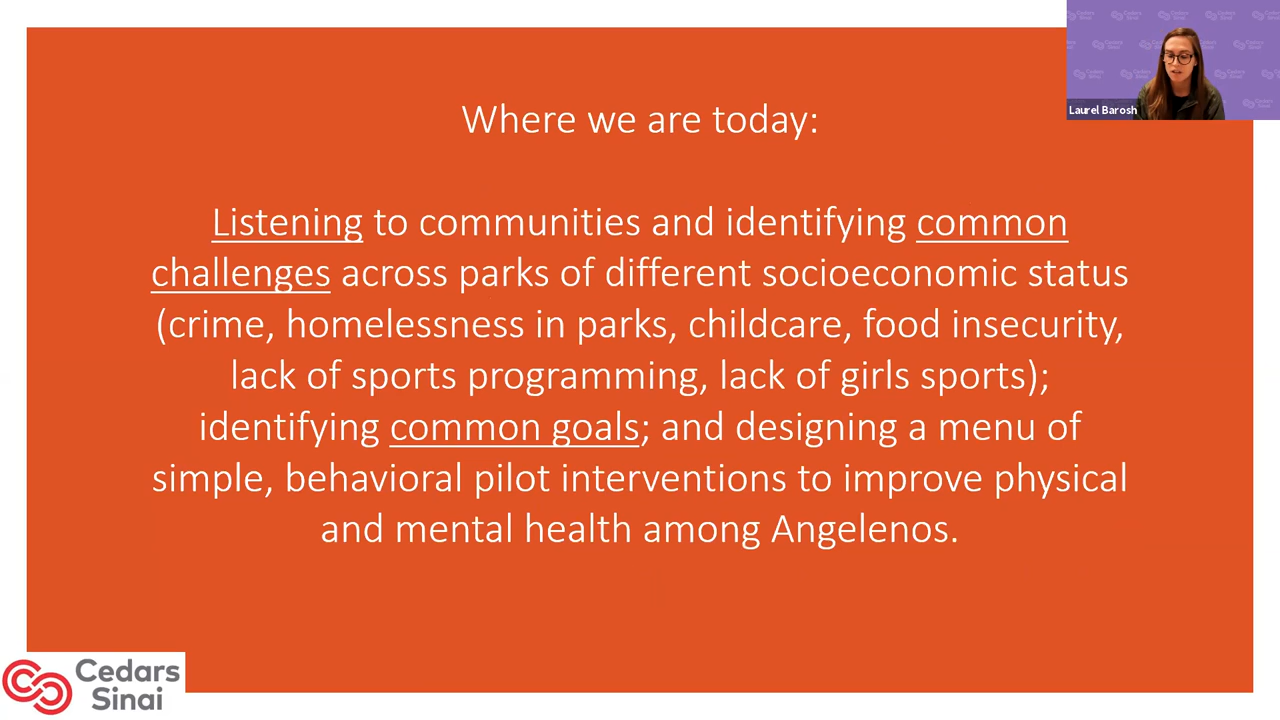 Where we are today:
Listening to communities and identifying common
challenges across parks of different socioeconomic status
(crime, homelessness in parks, childcare, food insecurity,
lack of sports programming, lack of girls sports);
identifying common goals; and designing a menu of
simple, behavioral pilot interventions to improve physical
and mental health among Angelenos.
Laurel Barosh
Cedars
Sinai